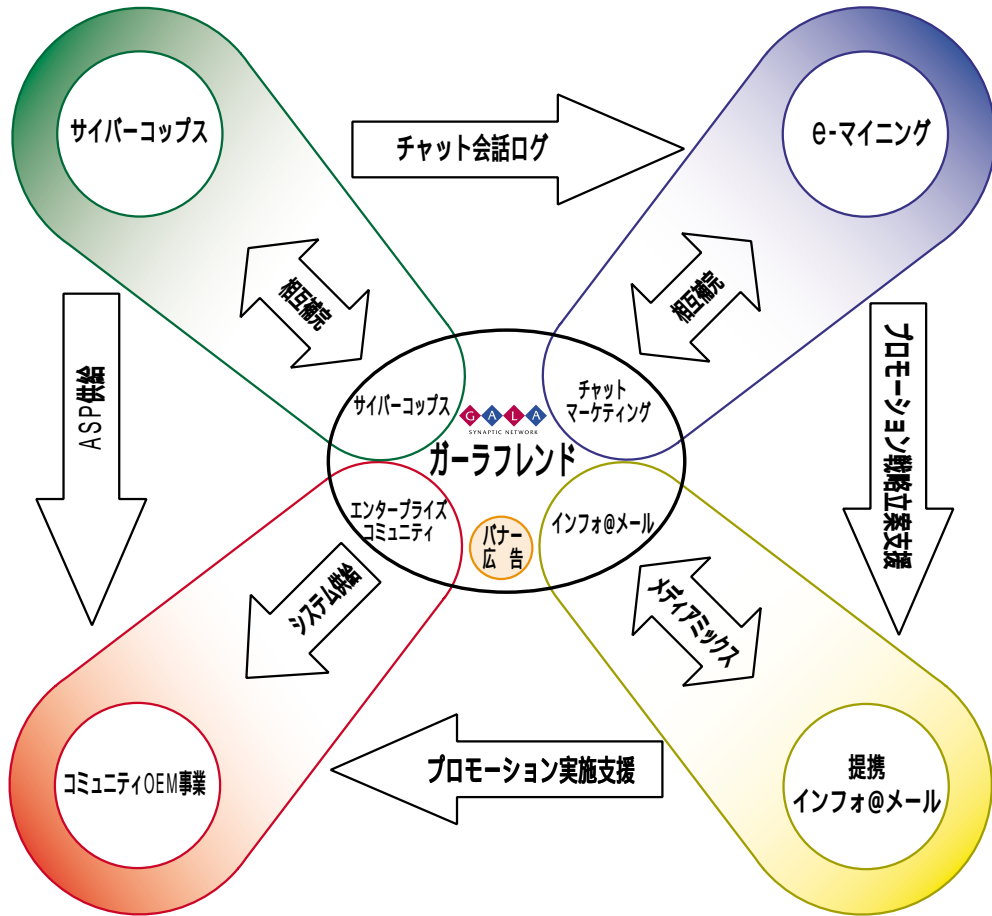 サイバーコップス
チャット会話ログ
e-マイニング
相互補完
相互補完
ASP供給
プロモーション戦略立案支援
サイバーコップス
GALA
SYNAPTIC NETWORK
チャット
マーケティング
ガーラフレンド
エンタープライズ
コミュニティ
バナー
広 告
インフォ@メール
システム供給
メディアミックス
コミュニティOEM事業
プロモーション実施支援
提携
インフォ@メール